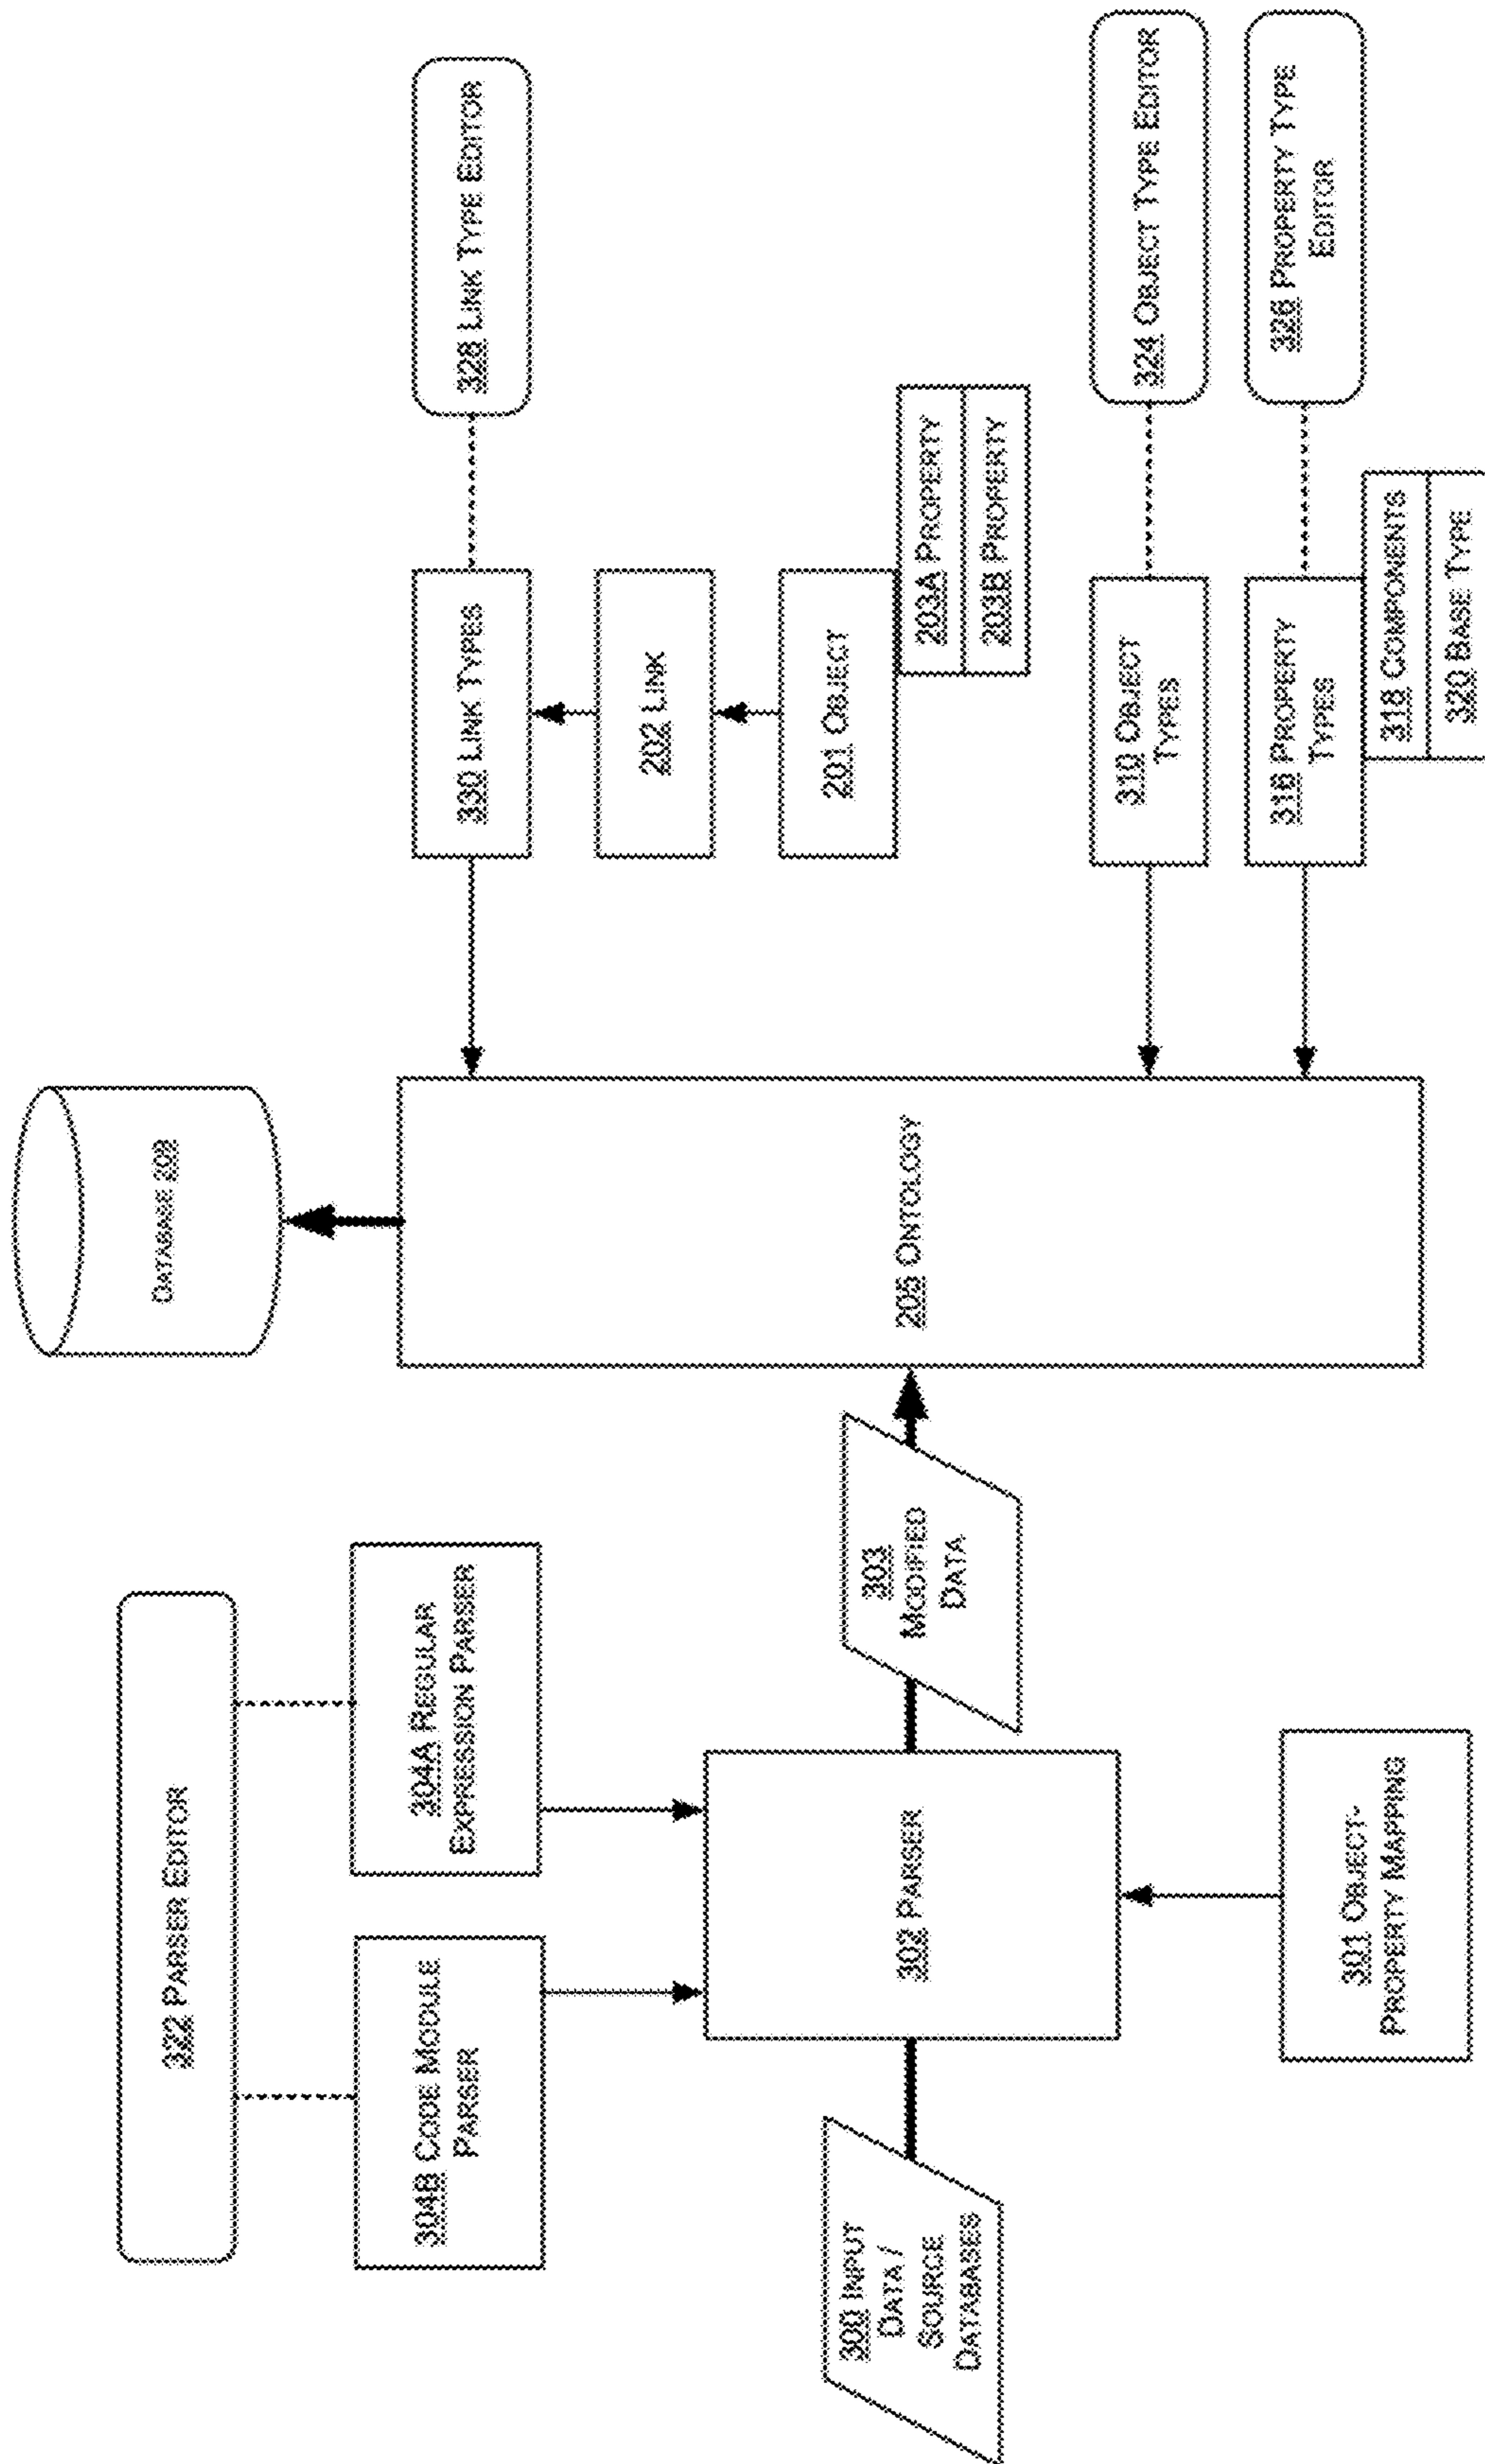 322 PARSER EDITOR
304B CODE MODULE
PARSER
304A REGULAR
EXPRESSION PARSER
300 INPUT
DATA /
SOURCE
DATABASES
302 PARSER
301 OBJECT-
PROPERTY MAPPING
303
MODIFIED
DATA
DATABASE 209
205 ONTOLOGY
330 LINK TYPES
328 LINK TYPE EDITOR
202 LINK
201 OBJECT
203A PROPERTY
203B PROPERTY
310 OBJECT
TYPES
324 OBJECT TYPE EDITOR
316 PROPERTY
TYPES
326 PROPERTY TYPE
EDITOR
318 COMPONENTS
320 BASE TYPE